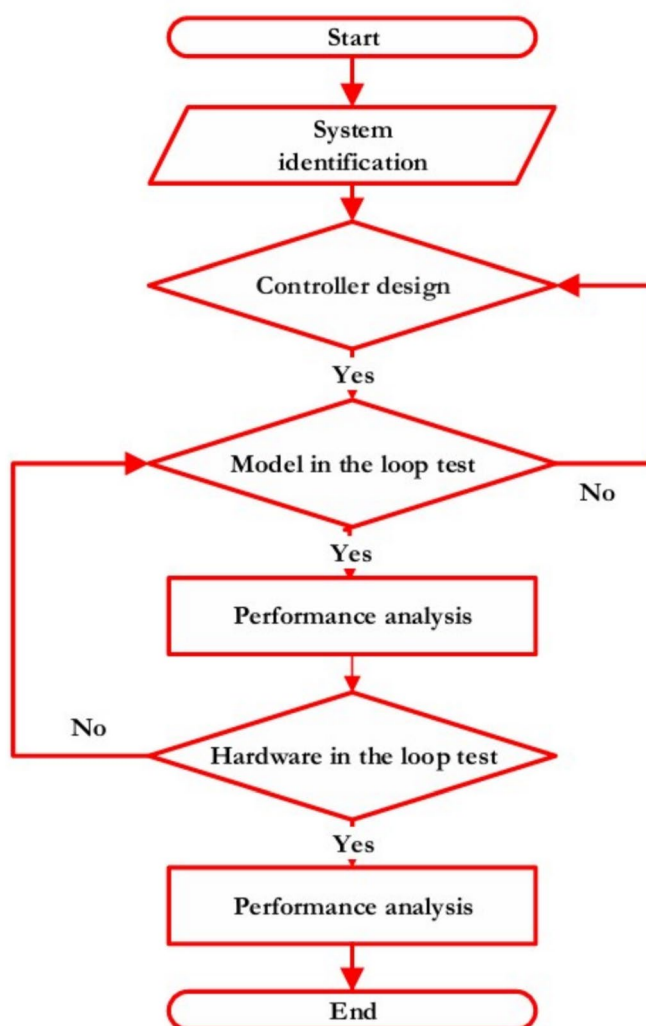 Start
System
identification
Controller design
Yes
Model in the loop test
No
Yes
Performance analysis
No
Hardware in the loop test
Yes
Performance analysis
End